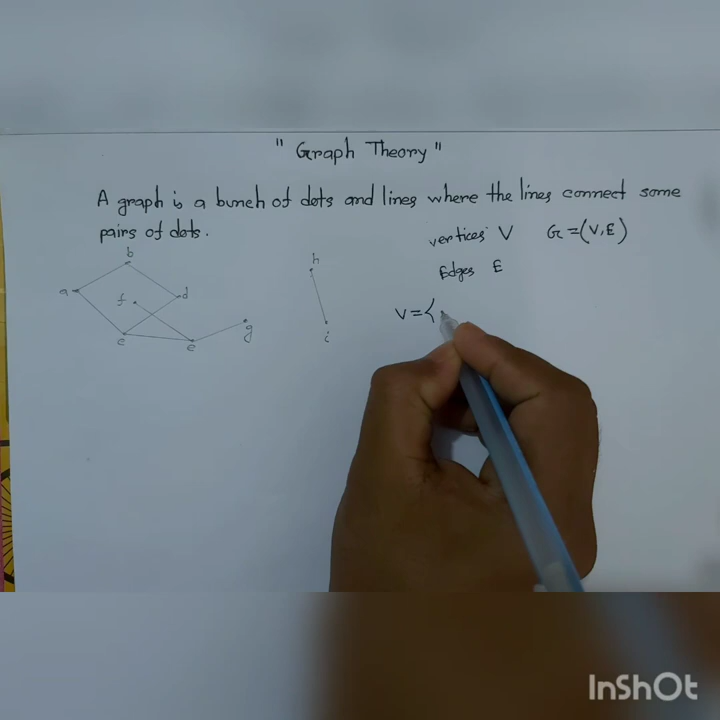 " Graph Theory "
A graph is a bunch of dots and lines where the lines connect some
pairs of dots.
vertices V G=(V,E)
Edges E
b
h
a
f
d
g
c
e
i
V={
InShOt